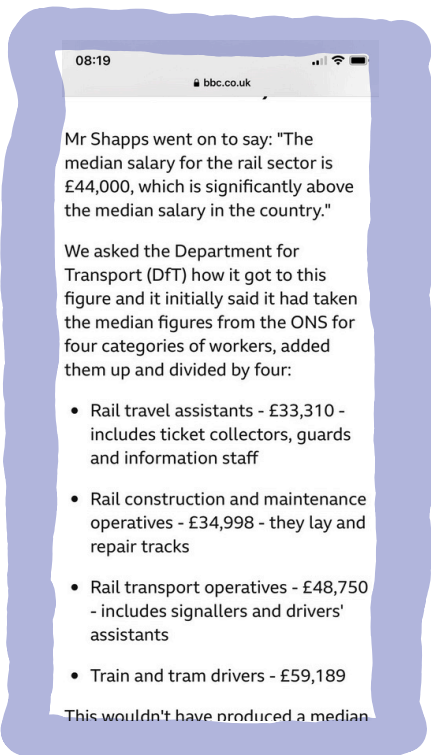 08:19
bbc.co.uk
Mr Shapps went on to say: "The
median salary for the rail sector is
£44,000, which is significantly above
the median salary in the country."
We asked the Department for
Transport (DfT) how it got to this
figure and it initially said it had taken
the median figures from the ONS for
four categories of workers, added
them up and divided by four:
• Rail travel assistants - £33,310 -
includes ticket collectors, guards
and information staff
• Rail construction and maintenance
operatives - £34,998 - they lay and
repair tracks
• Rail transport operatives - £48,750
- includes signallers and drivers'
assistants
• Train and tram drivers - £59,189
This wouldn't have produced a median